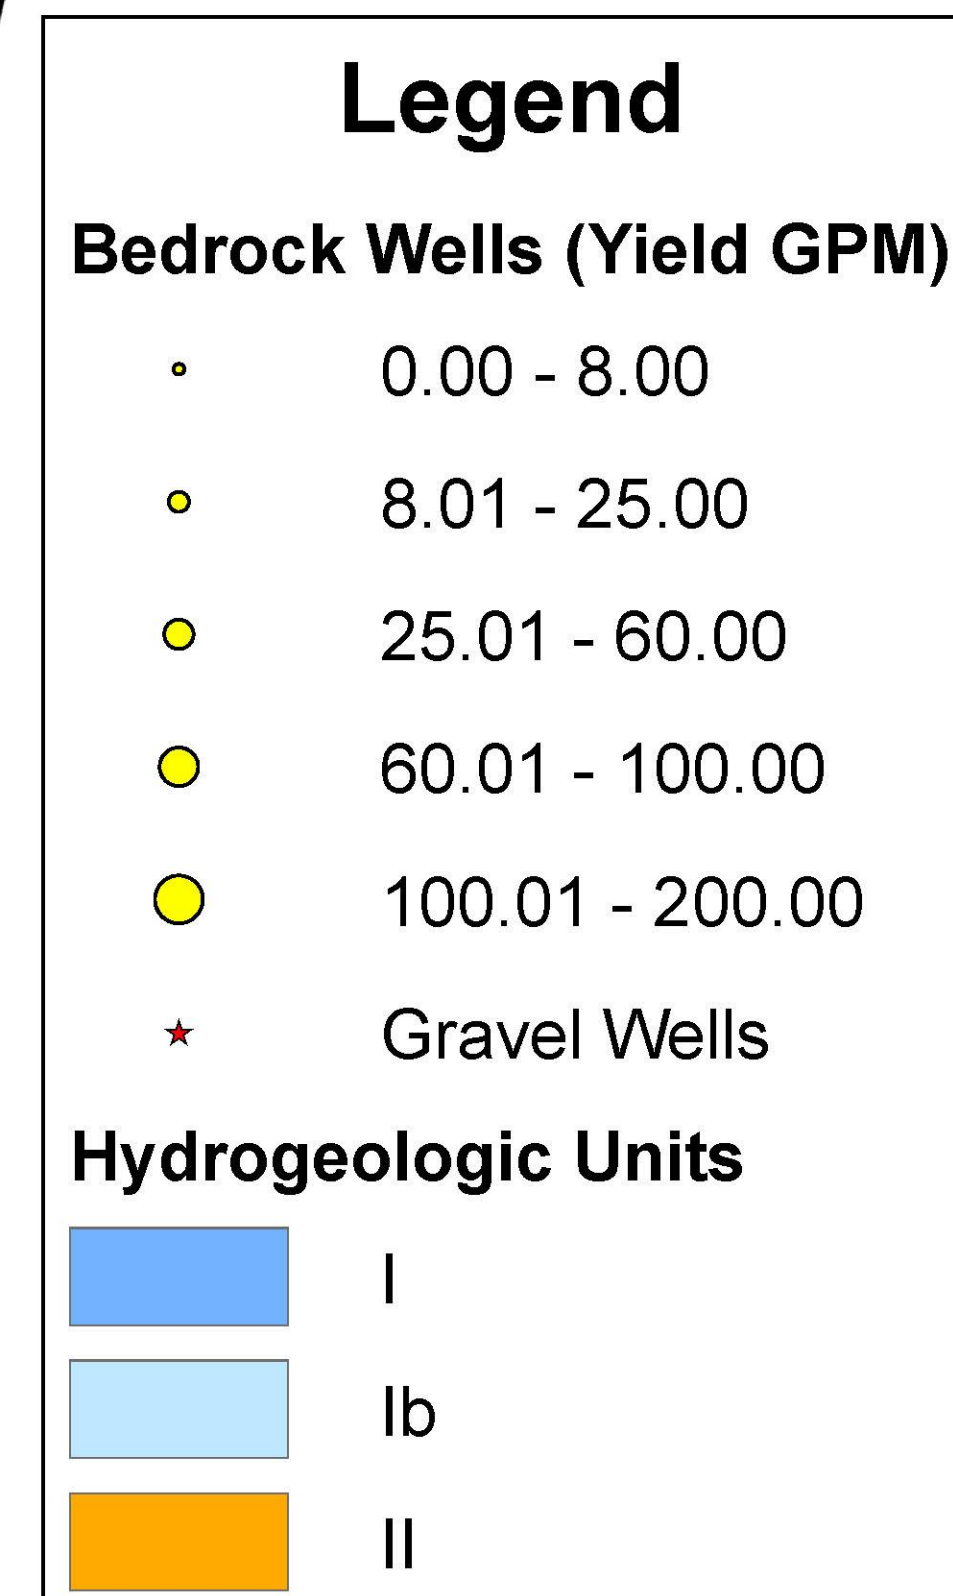 Legend
Bedrock Wells (Yield GPM)
0.00 - 8.00
8.01 - 25.00
25.01 - 60.00
60.01 - 100.00
100.01 - 200.00
Gravel Wells
Hydrogeologic Units
I
Ib
II